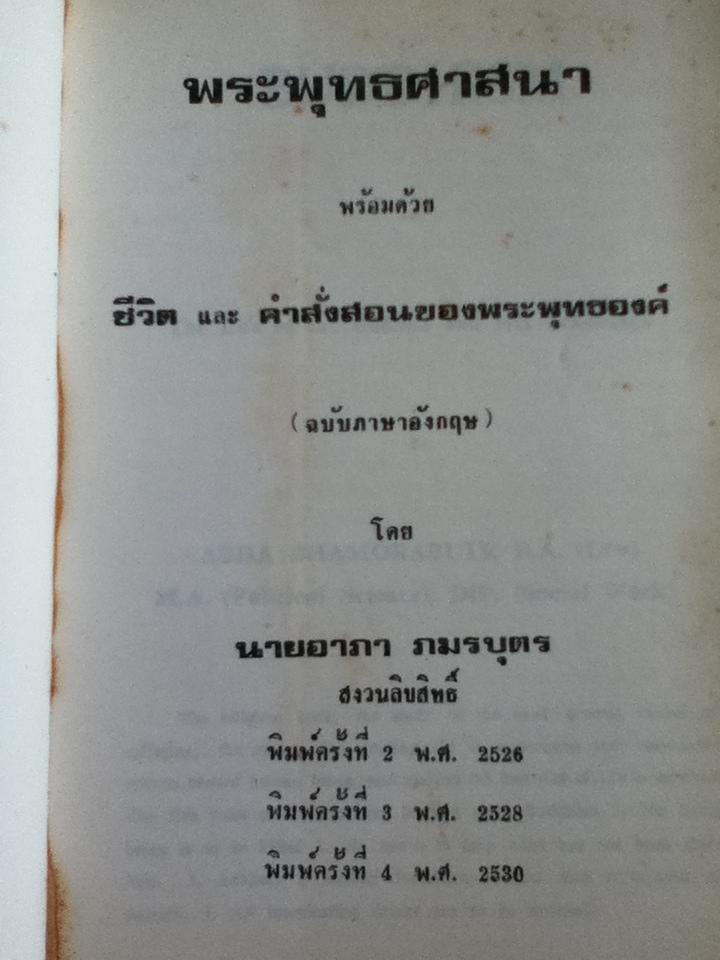 พระพุทธศาสนา
พร้อมด้วย
ชีวิต และ คำสั่งสอนของพระพุทธองค์
(ฉบับภาษาอังกฤษ)
โดย
นายอาภา ภมรบุตร
สงวนลิขสิทธิ์
พิมพ์ครั้งที่ 2 พ.ศ. 2526
พิมพ์ครั้งที่ 3 พ.ศ. 2528
พิมพ์ครั้งที่ 4 พ.ศ. 2530